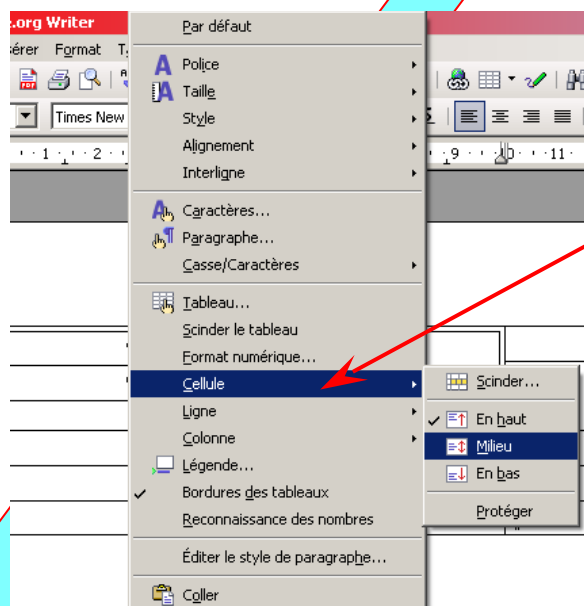 e.org Writer
sérer Format
Times New
1 2
9 10 11
Par défaut
Police
Taille
Style
Alignement
Interligne
Caractères...
Paragraphe...
Casse/Caractères
Tableau...
Scinder le tableau
Format numérique...
Cellule
Ligne
Colonne
Légende...
Bordures des tableaux
Reconnaissance des nombres
Éditer le style de paragraphe...
Coller
Scinder...
En haut
Milieu
En bas
Protéger